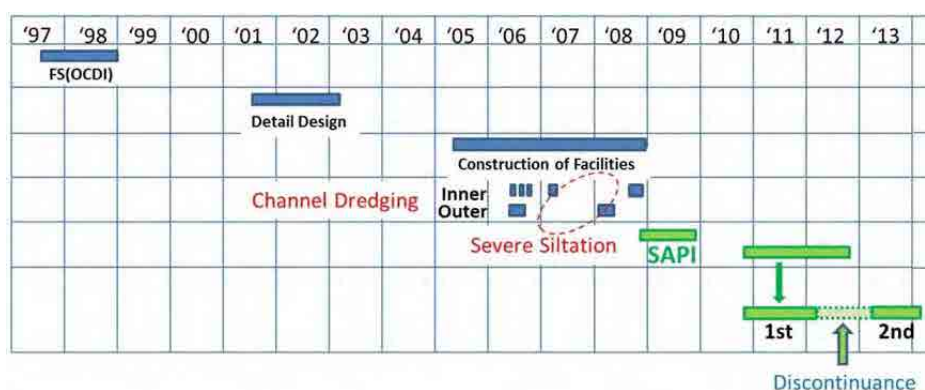 ‘97 ‘98 ‘99 ‘00 ‘01 ‘02 ‘03 ‘04 ‘05 ‘06 ‘07 ‘08 ‘09 ‘10 ‘11 ‘12 ‘13
FS(OCDI)
Detail Design
Construction of Facilities
Channel Dredging Inner
Outer
Severe Siltation
SAPI
1st 2nd
Discontinuance